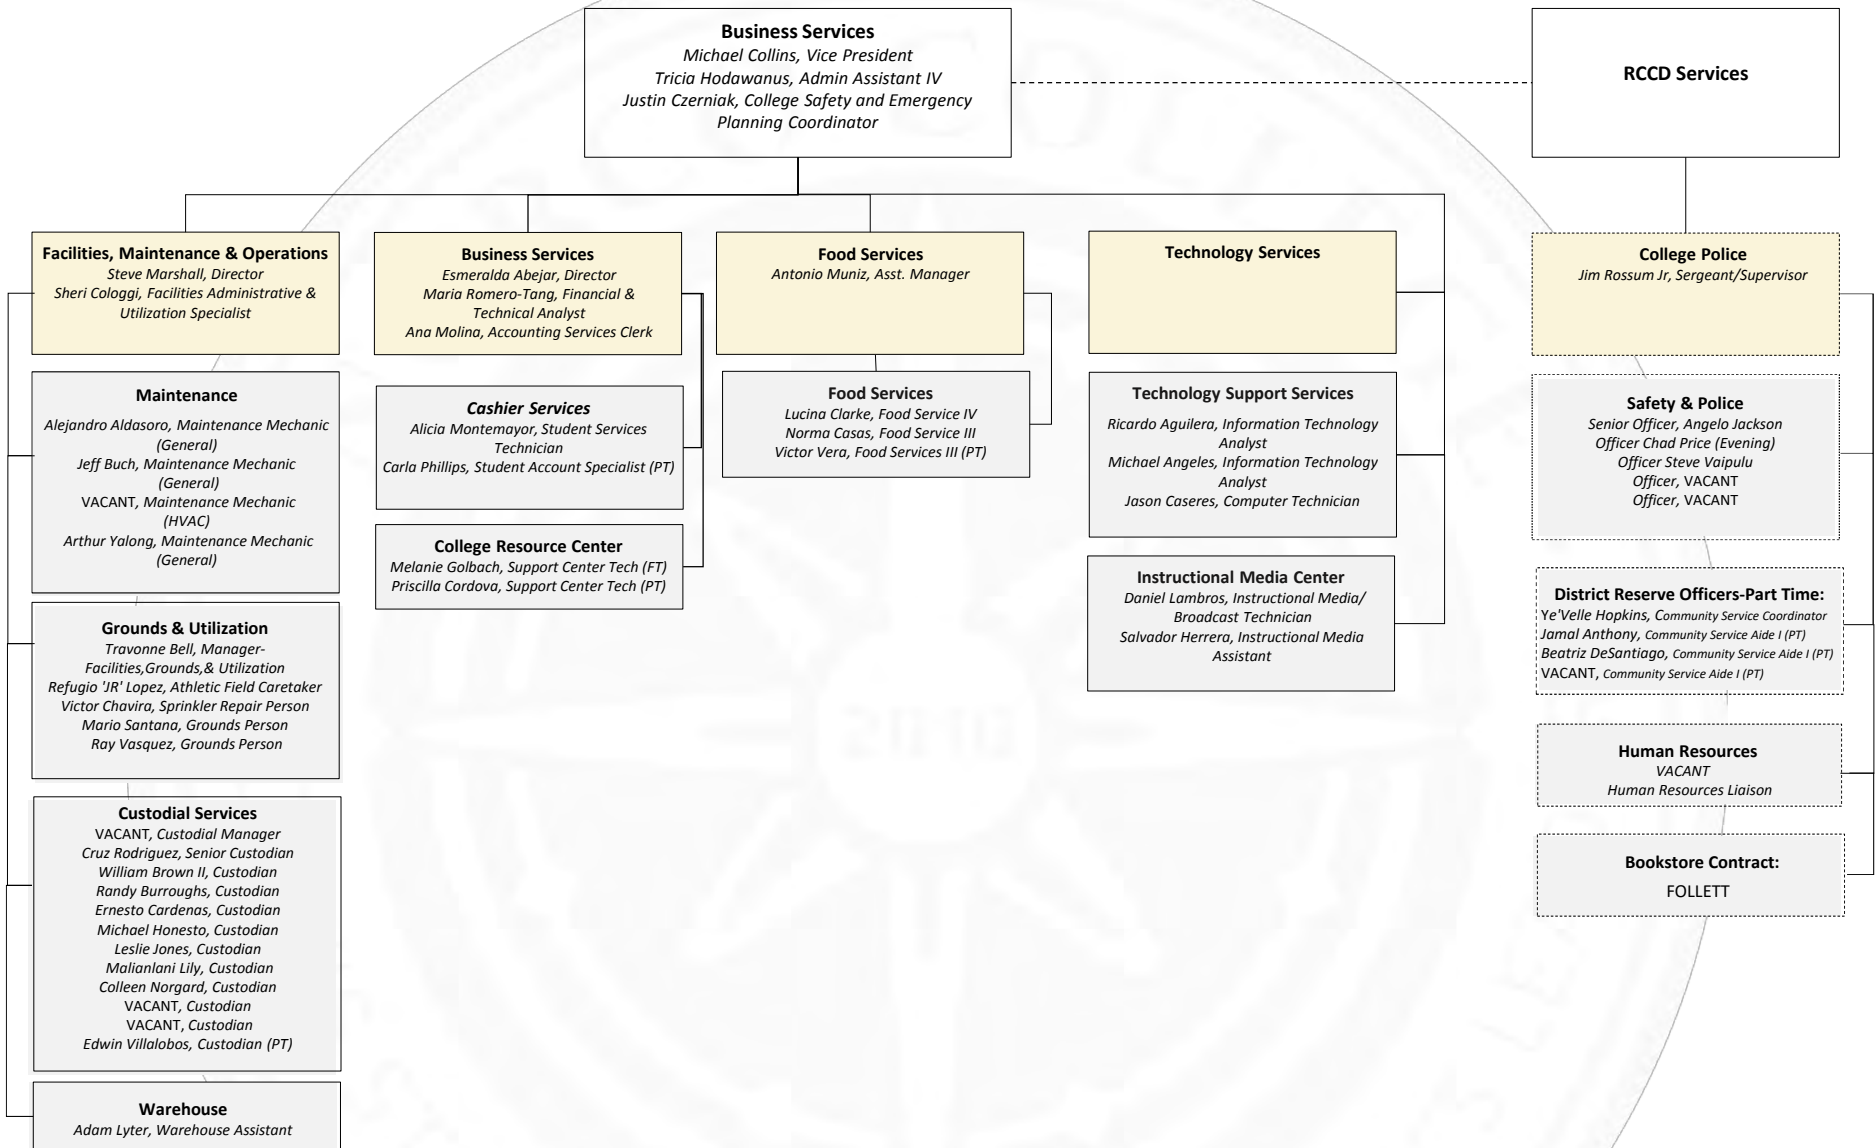 Business Services
Michael Collins, Vice President
Tricia Hodawanus, Admin Assistant IV
Justin Czerniak, College Safety and Emergency
Planning Coordinator
RCCD Services
Facilities, Maintenance & Operations
Steve Marshall, Director
Sheri Cologgi, Facilities Administrative &
Utilization Specialist
Business Services
Esmeralda Abejar, Director
Maria Romero-Tang, Financial &
Technical Analyst
Ana Molina, Accounting Services Clerk
Food Services
Antonio Muniz, Asst. Manager
Technology Services
College Police
Jim Rossum Jr, Sergeant/Supervisor
Maintenance
Alejandro Aldasoro, Maintenance Mechanic
(General)
Jeff Buch, Maintenance Mechanic
(General)
VACANT, Maintenance Mechanic
(HVAC)
Arthur Yalong, Maintenance Mechanic
(General)
Cashier Services
Alicia Montemayor, Student Services
Technician
Carla Phillips, Student Account Specialist (PT)
Food Services
Lucina Clarke, Food Service IV
Norma Casas, Food Service III
Victor Vera, Food Services III (PT)
Technology Support Services
Ricardo Aguilera, Information Technology
Analyst
Michael Angeles, Information Technology
Analyst
Jason Caseres, Computer Technician
Safety & Police
Senior Officer, Angelo Jackson
Officer Chad Price (Evening)
Officer Steve Vaipulu
Officer, VACANT
Officer, VACANT
College Resource Center
Melanie Golbach, Support Center Tech (FT)
Priscilla Cordova, Support Center Tech (PT)
Instructional Media Center
Daniel Lambros, Instructional Media/
Broadcast Technician
Salvador Herrera, Instructional Media
Assistant
District Reserve Officers-Part Time:
Ye'Velle Hopkins, Community Service Coordinator
Jamal Anthony, Community Service Aide I (PT)
Beatriz DeSantiago, Community Service Aide I (PT)
VACANT, Community Service Aide I (PT)
Grounds & Utilization
Travonne Bell, Manager-
Facilities,Grounds,& Utilization
Refugio 'JR' Lopez, Athletic Field Caretaker
Victor Chavira, Sprinkler Repair Person
Mario Santana, Grounds Person
Ray Vasquez, Grounds Person
Human Resources
VACANT
Human Resources Liaison
Custodial Services
VACANT, Custodial Manager
Cruz Rodriguez, Senior Custodian
William Brown II, Custodian
Randy Burroughs, Custodian
Ernesto Cardenas, Custodian
Michael Honesto, Custodian
Leslie Jones, Custodian
Malianlani Lily, Custodian
Colleen Norgard, Custodian
VACANT, Custodian
VACANT, Custodian
Edwin Villalobos, Custodian (PT)
Bookstore Contract:
FOLLETT
Warehouse
Adam Lyter, Warehouse Assistant